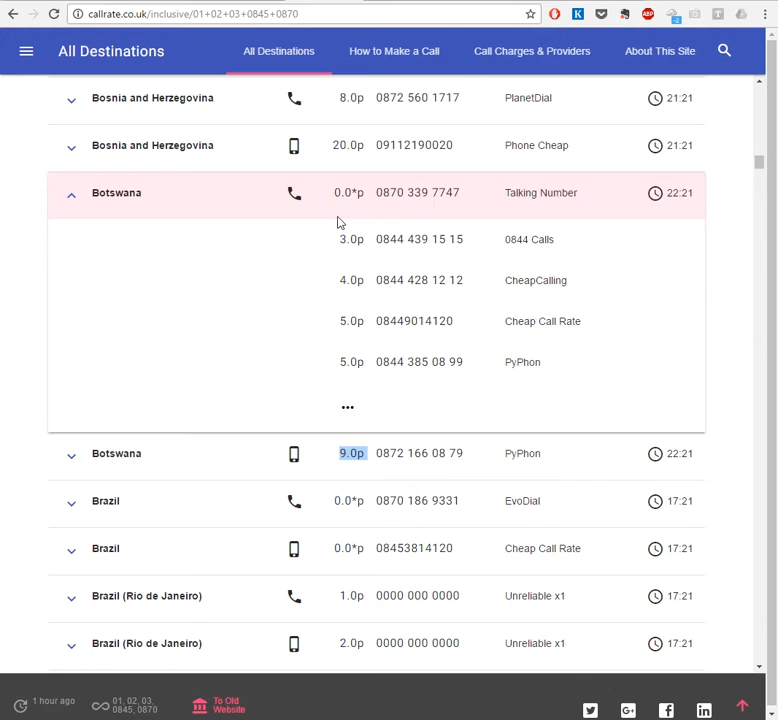 callrate.co.uk/inclusive/01+02+03+0845+0870
All Destinations
All Destinations
How to Make a Call
Call Charges & Providers
About This Site
Bosnia and Herzegovina 8.0p 0872 560 1717 PlanetDial 21:21
Bosnia and Herzegovina 20.0p 09112190020 Phone Cheap 21:21
Botswana 0.0*p 0870 339 7747 Talking Number 22:21
3.0p 0844 439 15 15 0844 Calls
4.0p 0844 428 12 12 CheapCalling
5.0p 08449014120 Cheap Call Rate
5.0p 0844 385 08 99 PyPhon
...
Botswana 9.0p 0872 166 08 79 PyPhon 22:21
Brazil 0.0*p 0870 186 9331 EvoDial 17:21
Brazil 0.0*p 08453814120 Cheap Call Rate 17:21
Brazil (Rio de Janeiro) 1.0p 0000 000 0000 Unreliable x1 17:21
Brazil (Rio de Janeiro) 2.0p 0000 000 0000 Unreliable x1 17:21
1 hour ago
01, 02, 03,
0845, 0870
To Old
Website